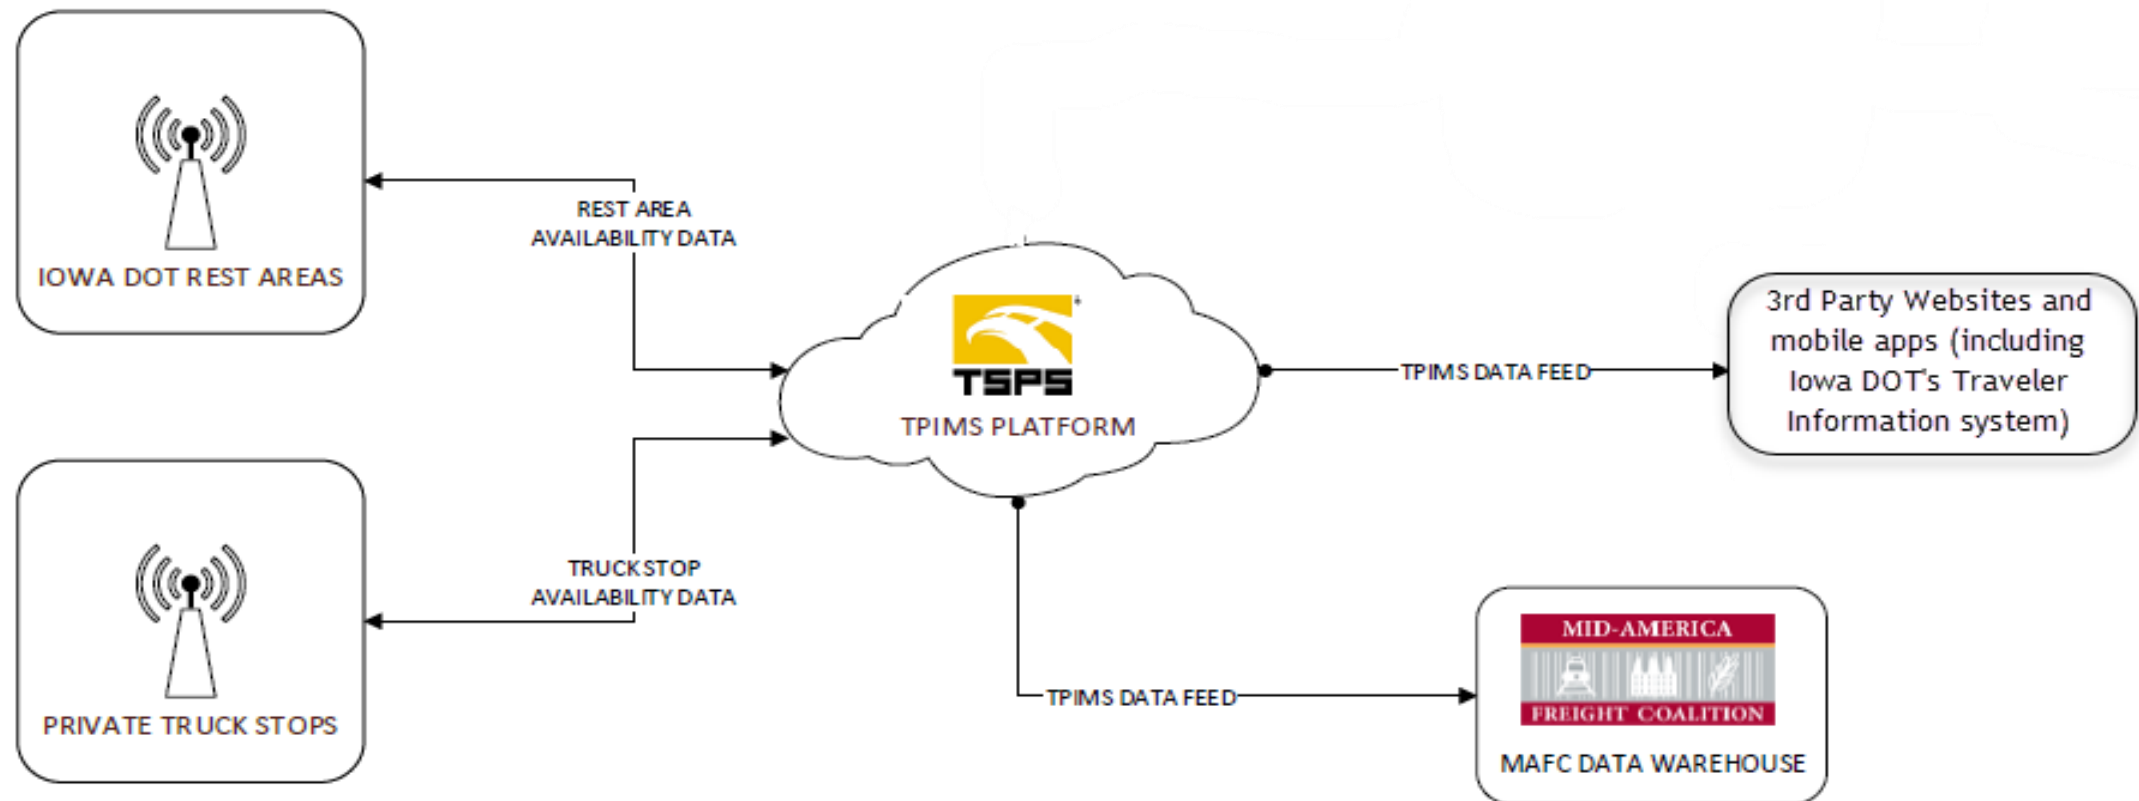 IOWA DOT REST AREAS
REST AREA
AVAILABILITY DATA
TSPS
TPIMS PLATFORM
TPIMS DATA FEED
3rd Party Websites and
mobile apps (including
Iowa DOT's Traveler
Information system)
TRUCK STOP
AVAILABILITY DATA
PRIVATE TRUCK STOPS
TPIMS DATA FEED
MID-AMERICA
FREIGHT COALITION
MAFC DATA WAREHOUSE